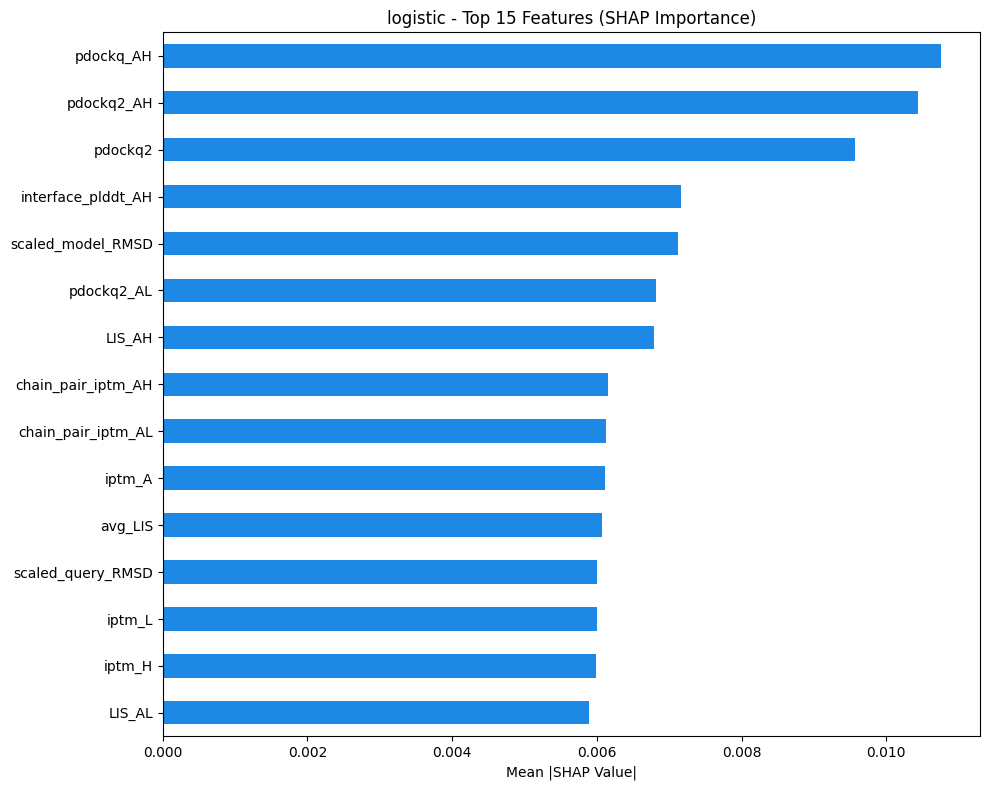 logistic - Top 15 Features (SHAP Importance)
pdockq_AH
pdockq2_AH
pdockq2
interface_plddt_AH
scaled_model_RMSD
pdockq2_AL
LIS_AH
chain_pair_iptm_AH
chain_pair_iptm_AL
iptm_A
avg_LIS
scaled_query_RMSD
iptm_L
iptm_H
LIS_AL
0.000 0.002 0.004 0.006 0.008 0.010
Mean |SHAP Value|